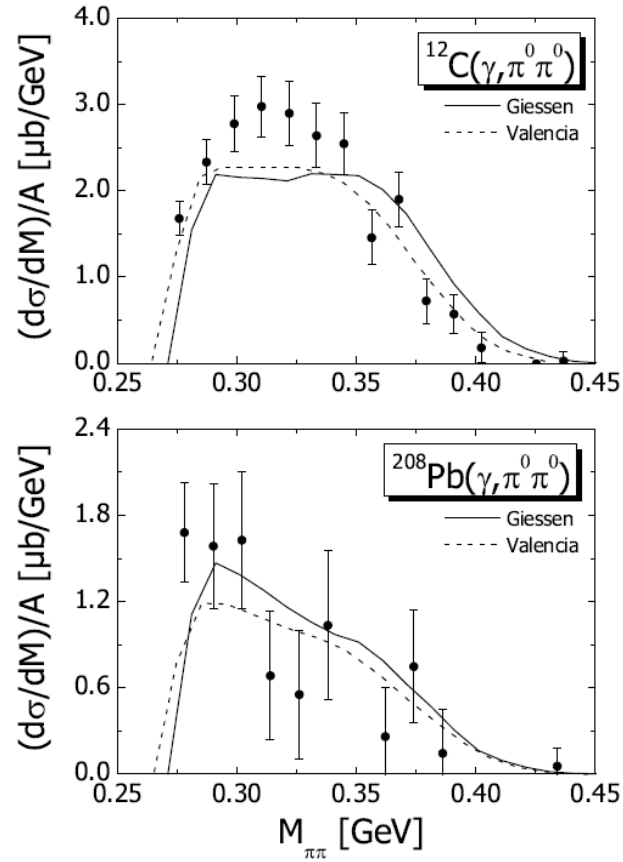 4.0
¹²C(γ,π⁰π⁰)
Giessen
Valencia
3.0
2.0
1.0
0.0
(dσ/dM)/A [μb/GeV]
0.25 0.30 0.35 0.40 0.45
2.4
²⁰⁸Pb(γ,π⁰π⁰)
Giessen
Valencia
1.8
1.2
0.6
0.0
(dσ/dM)/A [μb/GeV]
0.25 0.30 0.35 0.40 0.45
M_ππ [GeV]